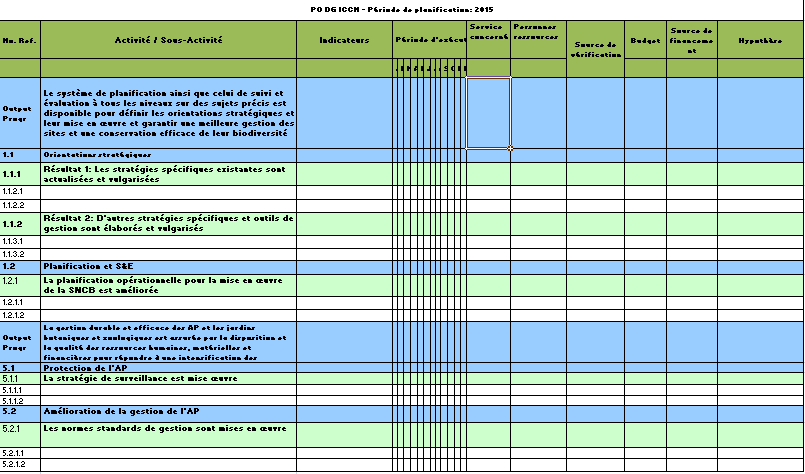 PO DG ICCN - Période de planification: 2015
Nu. Ref.
Activité / Sous-Activité
Indicateurs
Période d'exécut
Service
concerné
Personnes
ressources
Source de
vérification
Budget
Source de
financeme
nt
Hypothère
Output
Progr
Le système de planification ainsi que celui de suivi et
évaluation à tous les niveaux sur des sujets précis est
disponible pour définir les orientations stratégiques et
leur mise en œuvre et garantir une meilleure gestion des
sites et une conservation efficace de leur biodiversité
1.1 Orientations stratégiques
1.1.1 Résultat 1: Les stratégies spécifiques existantes sont
actualisées et vulgarisées
1.1.2.1
1.1.2.2
1.1.2 Résultat 2: D'autres stratégies spécifiques et outils de
gestion sont élaborés et vulgarisés
1.1.3.1
1.1.3.2
1.2 Planification et S&E
1.2.1 La planification opérationnelle pour la mise en œuvre
de la SNCB est améliorée
1.2.1.1
1.2.1.2
Output
Progr
La gestion durable et efficace des AP et les jardins
botaniques et zoologiques est assurée par la disposition et
la qualité des ressources humaines, matérielles et
financières pour répondre à une intensification des
5.1 Protection de l'AP
5.1.1 La stratégie de surveillance est mise œuvre
5.1.1.1
5.1.1.2
5.2 Amélioration de la gestion de l'AP
5.2.1 Les normes standards de gestion sont mises en œuvre
5.2.1.1
5.2.1.2